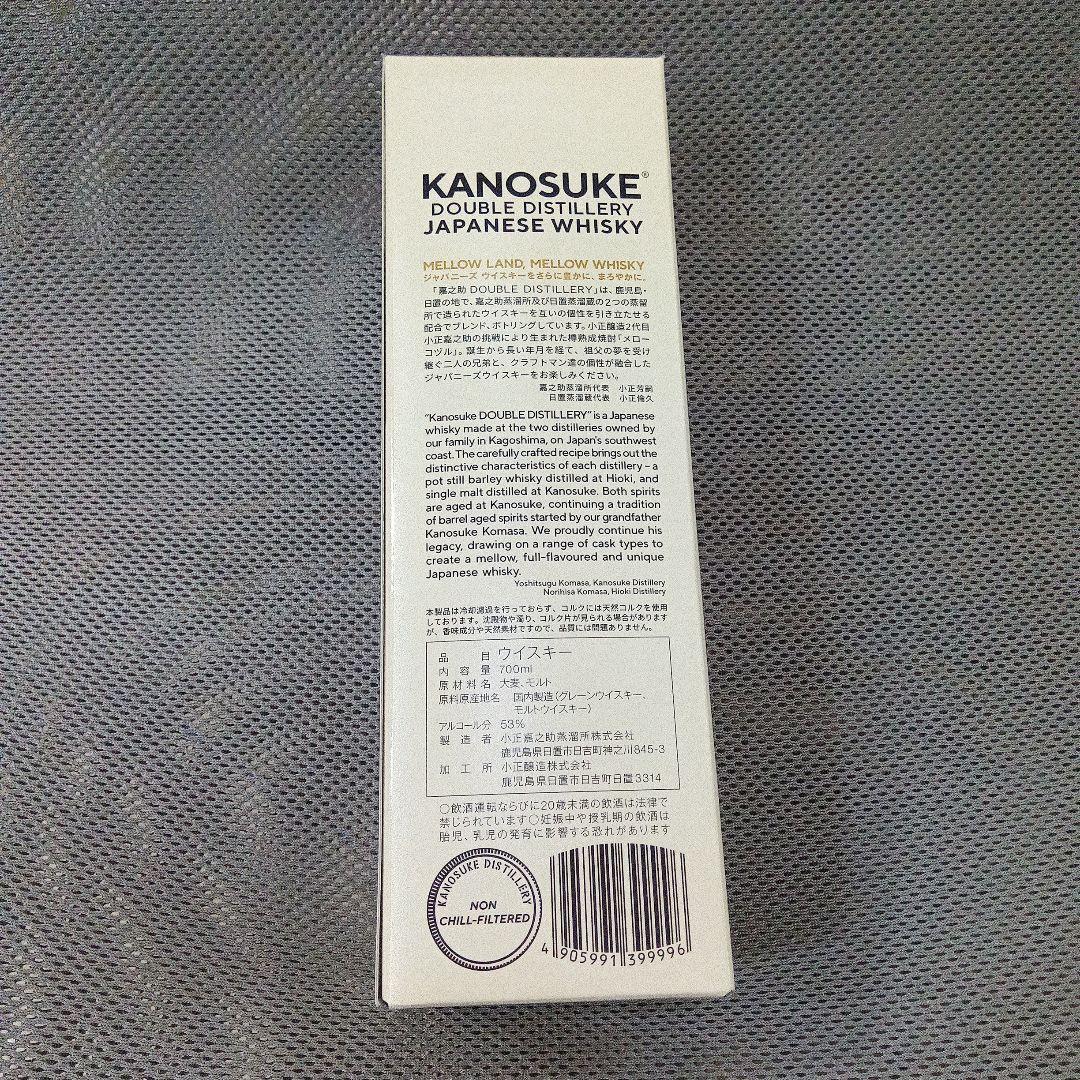 KANOSUKE®
DOUBLE DISTILLERY
JAPANESE WHISKY
MELLOW LAND, MELLOW WHISKY
ジャパニーズ ウイスキーをさらに豊かに、まろやかに。
「嘉之助 DOUBLE DISTILLERY」は、鹿児島・
日置の地で、嘉之助蒸溜所及び日置蒸溜蔵の2つの蒸留
所で造られたウイスキーを互いの個性を引き立たせる
配合でブレンド、ボトリングしています。小正醸造2代目
小正嘉之助の挑戦により生まれた樽熟成焼酎「メロー
コヅル」。誕生から長い年月を経て、祖父の夢を受け
継ぐ二人の兄弟と、クラフトマン達の個性が融合した
ジャパニーズウイスキーをお楽しみください。
嘉之助蒸溜所代表 小正芳嗣
日置蒸溜蔵代表 小正倫久
“Kanosuke DOUBLE DISTILLERY” is a Japanese
whisky made at the two distilleries owned by
our family in Kagoshima, on Japan's southwest
coast. The carefully crafted recipe brings out the
distinctive characteristics of each distillery – a
pot still barley whisky distilled at Hioki, and
single malt distilled at Kanosuke. Both spirits
are aged at Kanosuke, continuing a tradition
of barrel aged spirits started by our grandfather
Kanosuke Komasa. We proudly continue his
legacy, drawing on a range of cask types to
create a mellow, full-flavoured and unique
Japanese whisky.
Yoshitsugu Komasa, Kanosuke Distillery
Norihisa Komasa, Hioki Distillery
本製品は冷却濾過を行っておらず、コルクには天然コルクを使用
しております。沈殿物や濁り、コルク片が見られる場合があります
が、香味成分や天然素材ですので、品質には問題ありません。
品目 ウイスキー
内容量 700ml
原材料名 大麦、モルト
原料原産地名 国内製造(グレーンウイスキー、
モルトウイスキー)
アルコール分 53%
製造者 小正嘉之助蒸溜所株式会社
鹿児島県日置市日吉町神之川845-3
加工所 小正醸造株式会社
鹿児島県日置市日吉町日置3314
○飲酒運転ならびに20歳未満の飲酒は法律で
禁じられています○妊娠中や授乳期の飲酒は
胎児、乳児の発育に影響する恐れがあります
KANOSUKE DISTILLERY
NON
CHILL-FILTERED
4 905991 399996